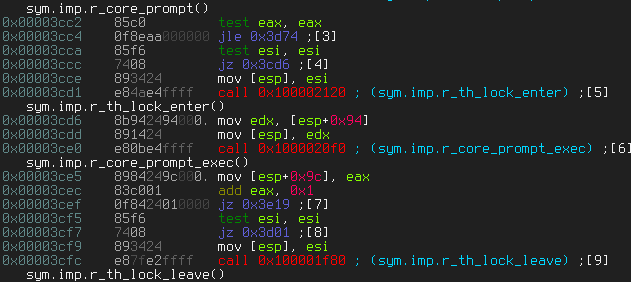 sym.imp.r_core_prompt()
0x00003cc2 85c0 test eax, eax
0x00003cc4 0f8eaa000000 jle 0x3d74 ;[3]
0x00003cca 85f6 test esi, esi
0x00003ccc 7408 jz 0x3cd6 ;[4]
0x00003cce 893424 mov [esp], esi
0x00003cd1 e84ae4ffff call 0x100002120 ; (sym.imp.r_th_lock_enter) ;[5]
sym.imp.r_th_lock_enter()
0x00003cd6 8b942494000. mov edx, [esp+0x94]
0x00003cdd 891424 mov [esp], edx
0x00003ce0 e80be4ffff call 0x1000020f0 ; (sym.imp.r_core_prompt_exec) ;[6]
sym.imp.r_core_prompt_exec()
0x00003ce5 8984249c000. mov [esp+0x9c], eax
0x00003cec 83c001 add eax, 0x1
0x00003cef 0f8424010000 jz 0x3e19 ;[7]
0x00003cf5 85f6 test esi, esi
0x00003cf7 7408 jz 0x3d01 ;[8]
0x00003cf9 893424 mov [esp], esi
0x00003cfc e87fe2ffff call 0x100001f80 ; (sym.imp.r_th_lock_leave) ;[9]
sym.imp.r_th_lock_leave()